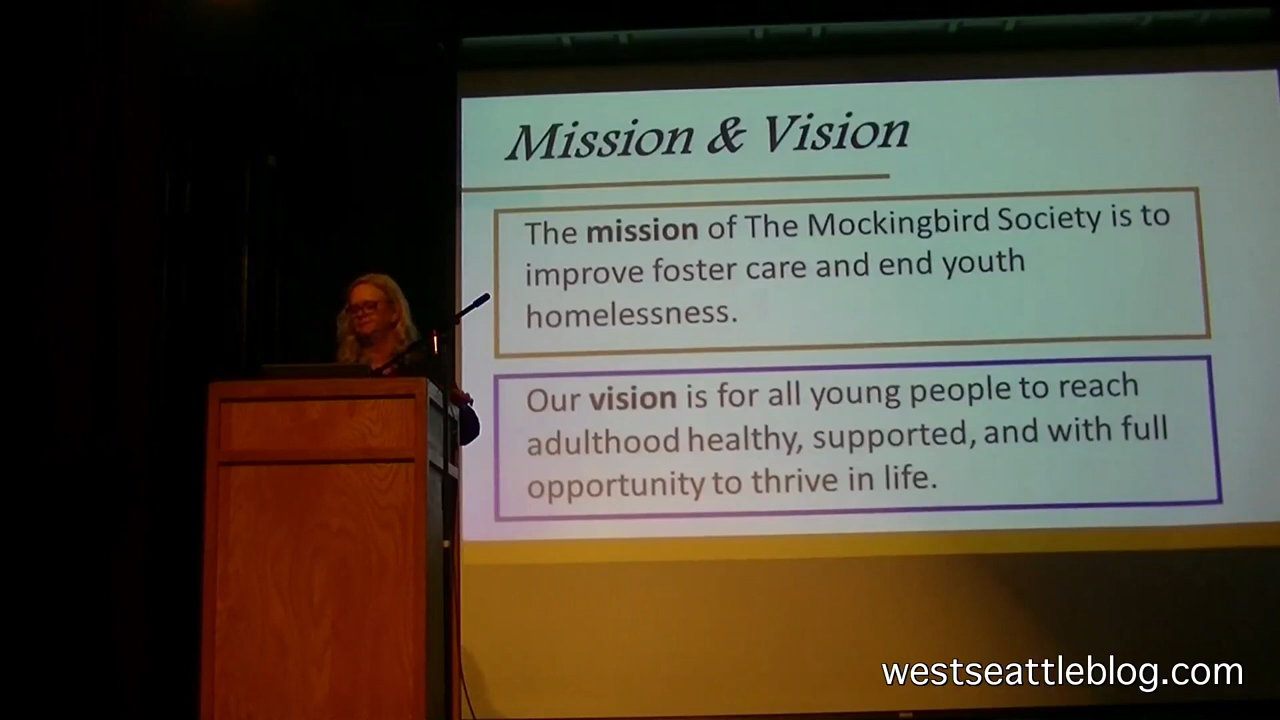 Mission & Vision
The mission of The Mockingbird Society is to
improve foster care and end youth
homelessness.
Our vision is for all young people to reach
adulthood healthy, supported, and with full
opportunity to thrive in life.
westseattleblog.com